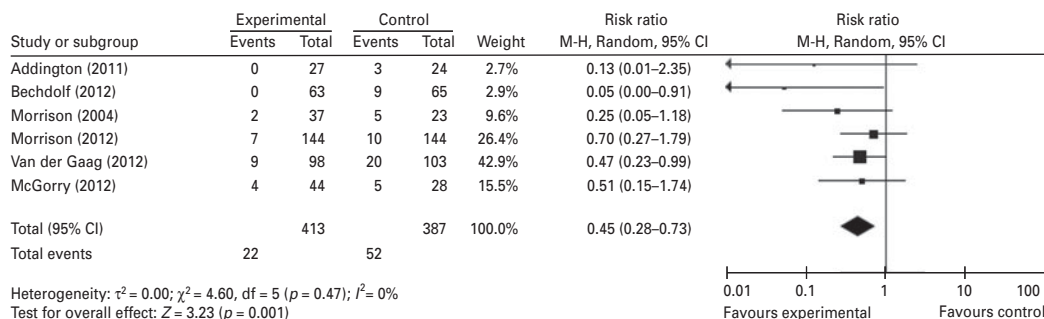 Experimental Control Risk ratio Risk ratio
Study or subgroup Events Total Events Total Weight M-H, Random, 95% CI M-H, Random, 95% CI
Addington (2011) 0 27 3 24 2.7% 0.13 (0.01–2.35)
Bechdolf (2012) 0 63 9 65 2.9% 0.05 (0.00–0.91)
Morrison (2004) 2 37 5 23 9.6% 0.25 (0.05–1.18)
Morrison (2012) 7 144 10 144 26.4% 0.70 (0.27–1.79)
Van der Gaag (2012) 9 98 20 103 42.9% 0.47 (0.23–0.99)
McGorry (2012) 4 44 5 28 15.5% 0.51 (0.15–1.74)
Total (95% CI) 413 387 100.0% 0.45 (0.28–0.73)
Total events 22 52
Heterogeneity: τ² = 0.00; χ² = 4.60, df = 5 (p = 0.47); I² = 0%
Test for overall effect: Z = 3.23 (p = 0.001)
0.01 0.1 1 10 100
Favours experimental Favours control